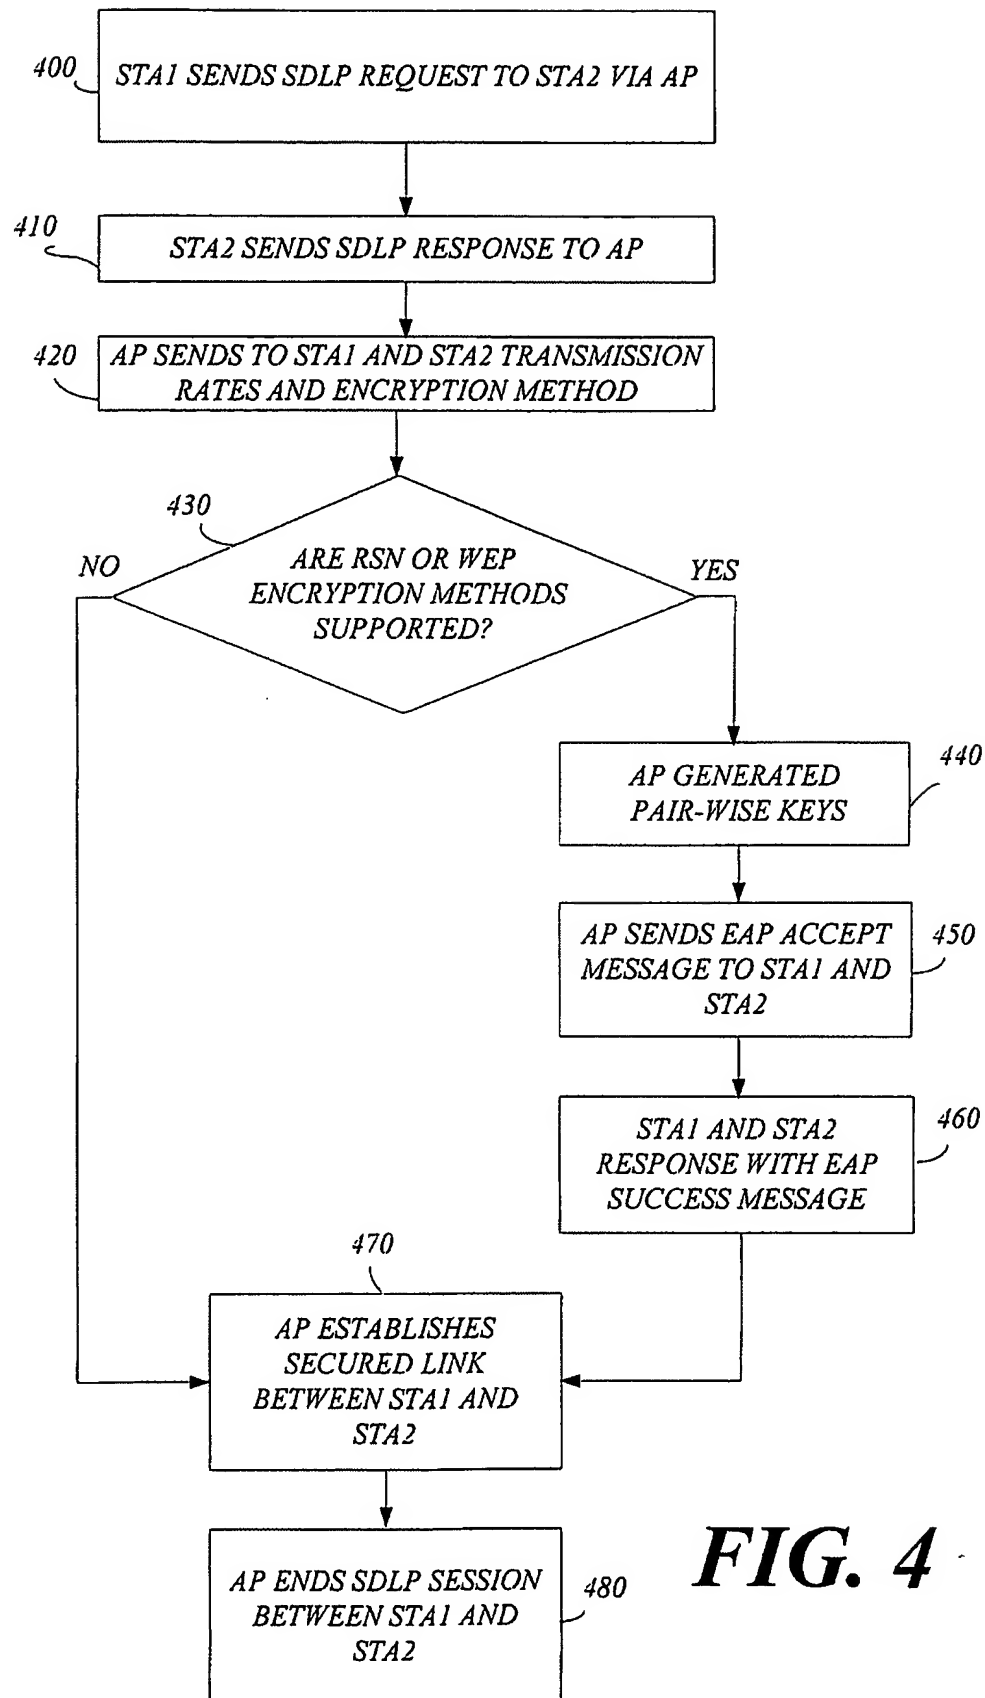 400
STA1 SENDS SDLP REQUEST TO STA2 VIA AP
410
STA2 SENDS SDLP RESPONSE TO AP
420
AP SENDS TO STA1 AND STA2 TRANSMISSION
RATES AND ENCRYPTION METHOD
430
NO
YES
ARE RSN OR WEP
ENCRYPTION METHODS
SUPPORTED?
440
AP GENERATED
PAIR-WISE KEYS
450
AP SENDS EAP ACCEPT
MESSAGE TO STA1 AND
STA2
460
STA1 AND STA2
RESPONSE WITH EAP
SUCCESS MESSAGE
470
AP ESTABLISHES
SECURED LINK
BETWEEN STA1 AND
STA2
480
AP ENDS SDLP SESSION
BETWEEN STA1 AND
STA2
FIG. 4